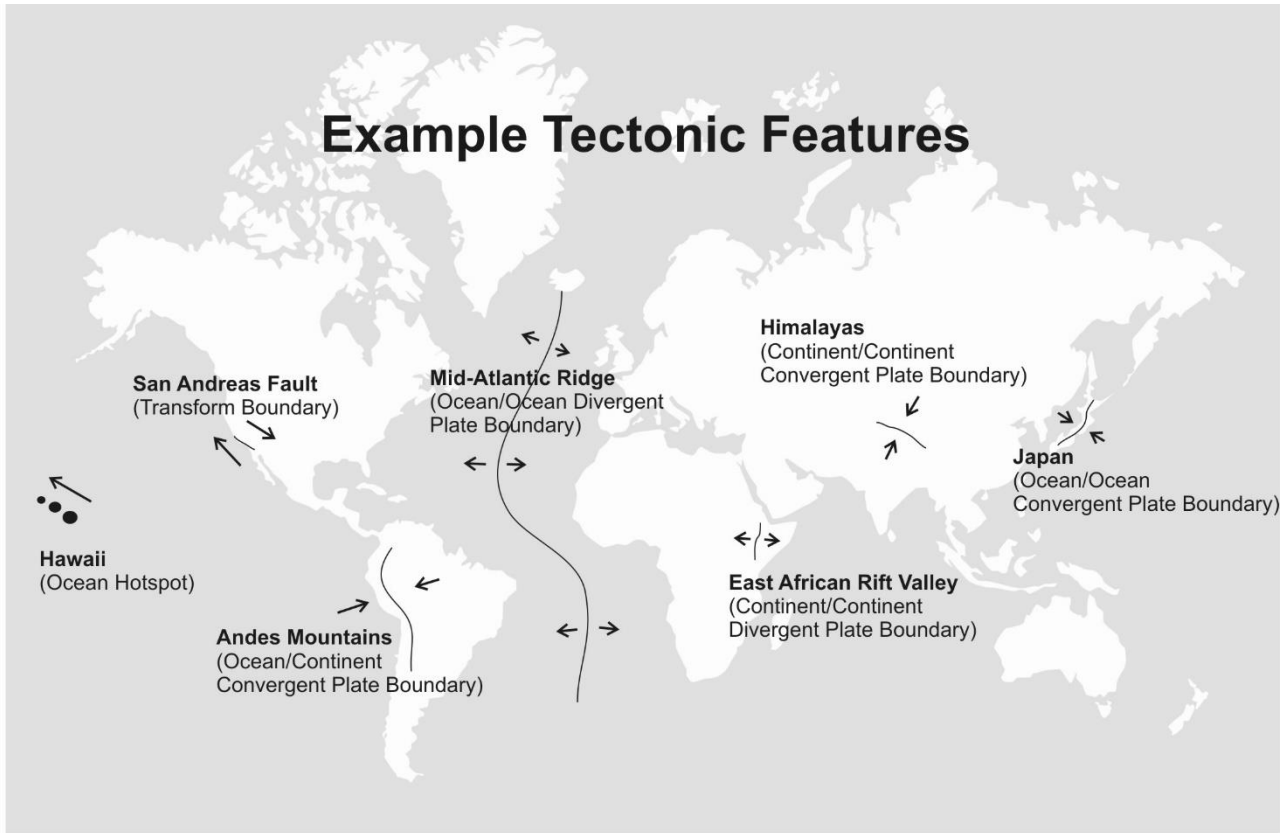 Example Tectonic Features
San Andreas Fault
(Transform Boundary)
Mid-Atlantic Ridge
(Ocean/Ocean Divergent
Plate Boundary)
Himalayas
(Continent/Continent
Convergent Plate Boundary)
Japan
(Ocean/Ocean
Convergent Plate Boundary)
Hawaii
(Ocean Hotspot)
Andes Mountains
(Ocean/Continent
Convergent Plate Boundary)
East African Rift Valley
(Continent/Continent
Divergent Plate Boundary)